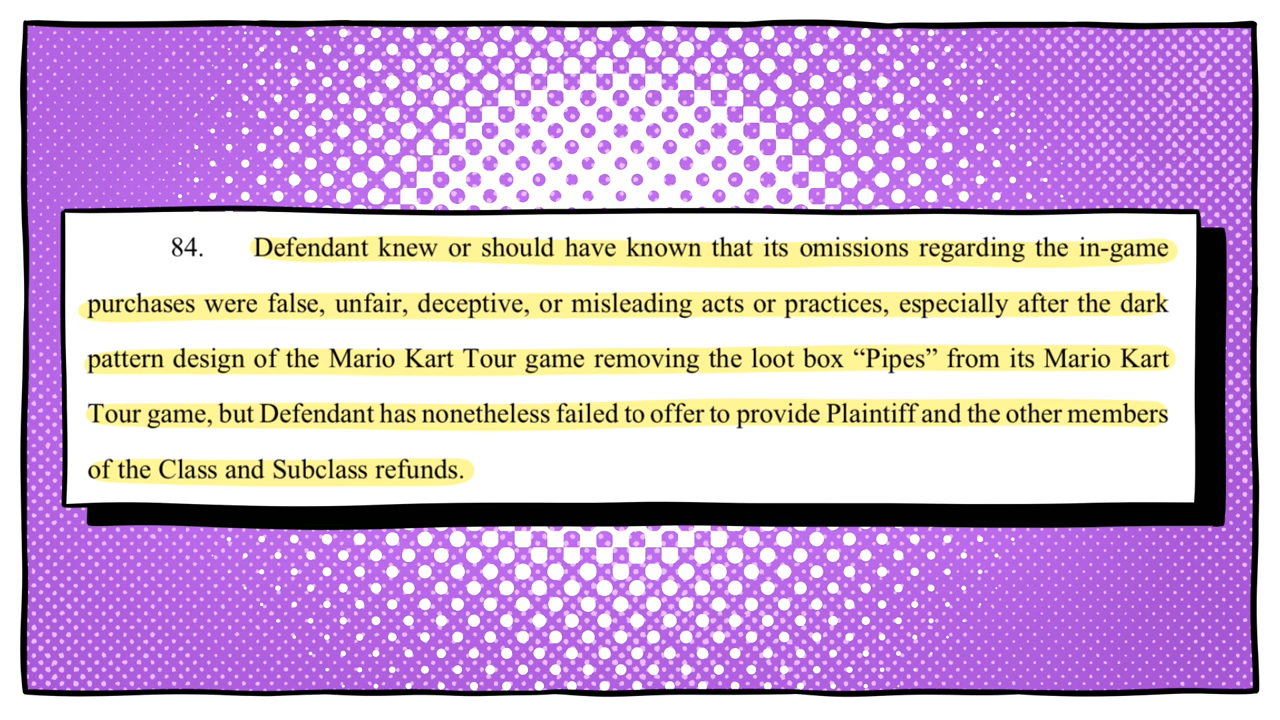 84. Defendant knew or should have known that its omissions regarding the in-game
purchases were false, unfair, deceptive, or misleading acts or practices, especially after the dark
pattern design of the Mario Kart Tour game removing the loot box “Pipes” from its Mario Kart
Tour game, but Defendant has nonetheless failed to offer to provide Plaintiff and the other members
of the Class and Subclass refunds.